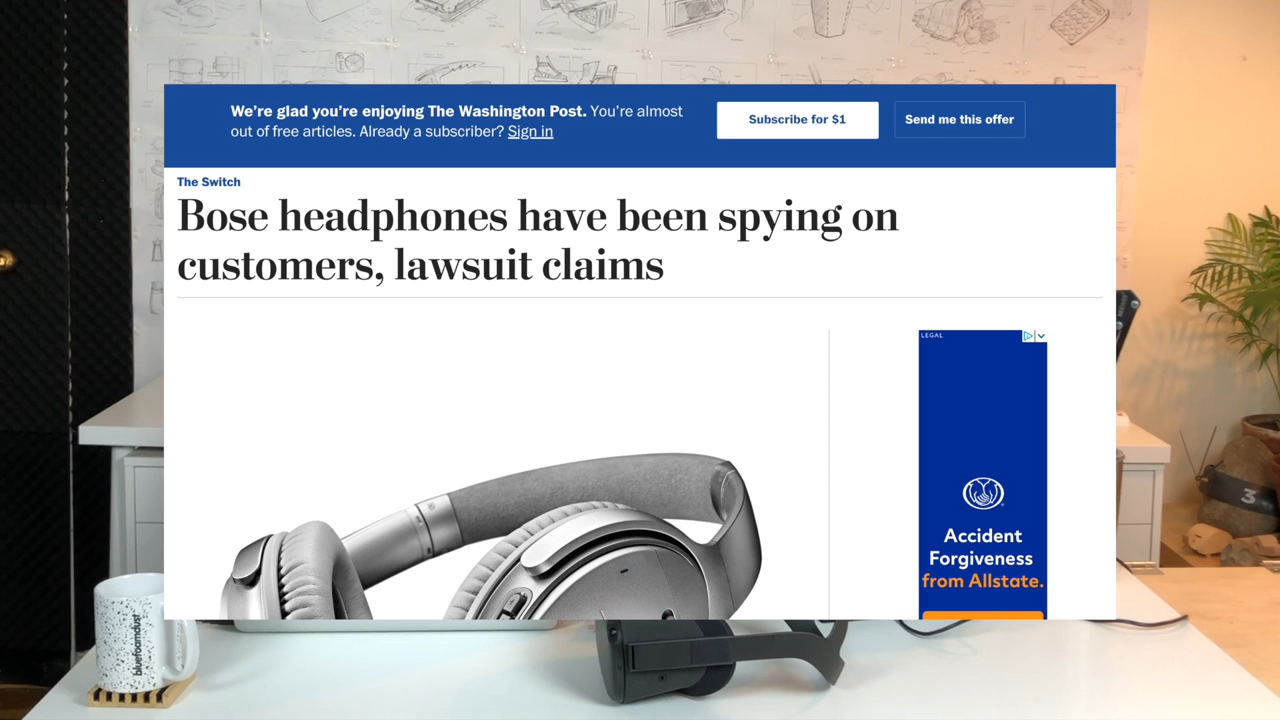 We're glad you're enjoying The Washington Post. You're almost
out of free articles. Already a subscriber? Sign in
Subscribe for $1
Send me this offer
The Switch
Bose headphones have been spying on
customers, lawsuit claims
LEGAL
Accident
Forgiveness
from Allstate.
bluefoamdust
3